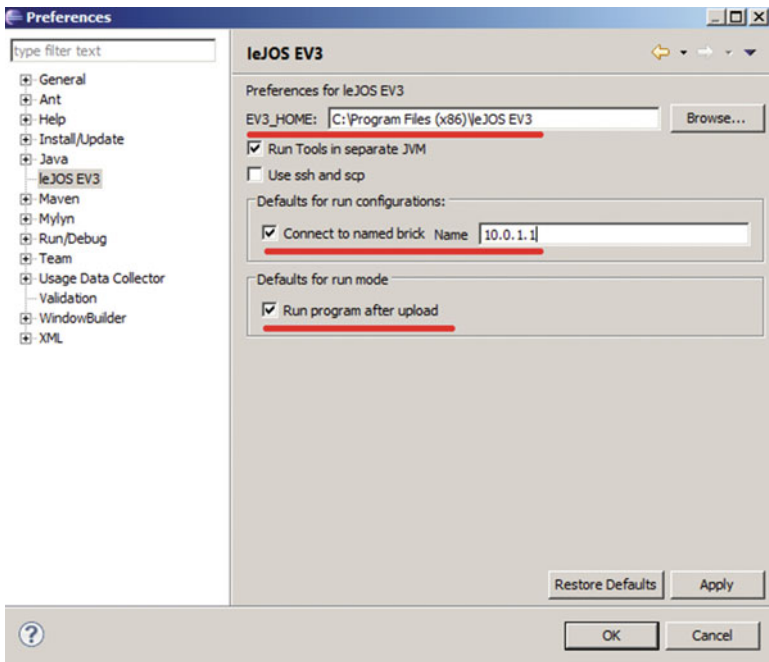 Preferences
type filter text
General
Ant
Help
Install/Update
Java
leJOS EV3
Maven
Mylyn
Run/Debug
Team
Usage Data Collector
Validation
WindowBuilder
XML
leJOS EV3
Preferences for leJOS EV3
EV3_HOME: C:\Program Files (x86)\leJOS EV3 Browse...
Run Tools in separate JVM
Use ssh and scp
Defaults for run configurations:
Connect to named brick Name 10.0.1.1
Defaults for run mode
Run program after upload
Restore Defaults Apply
? OK Cancel